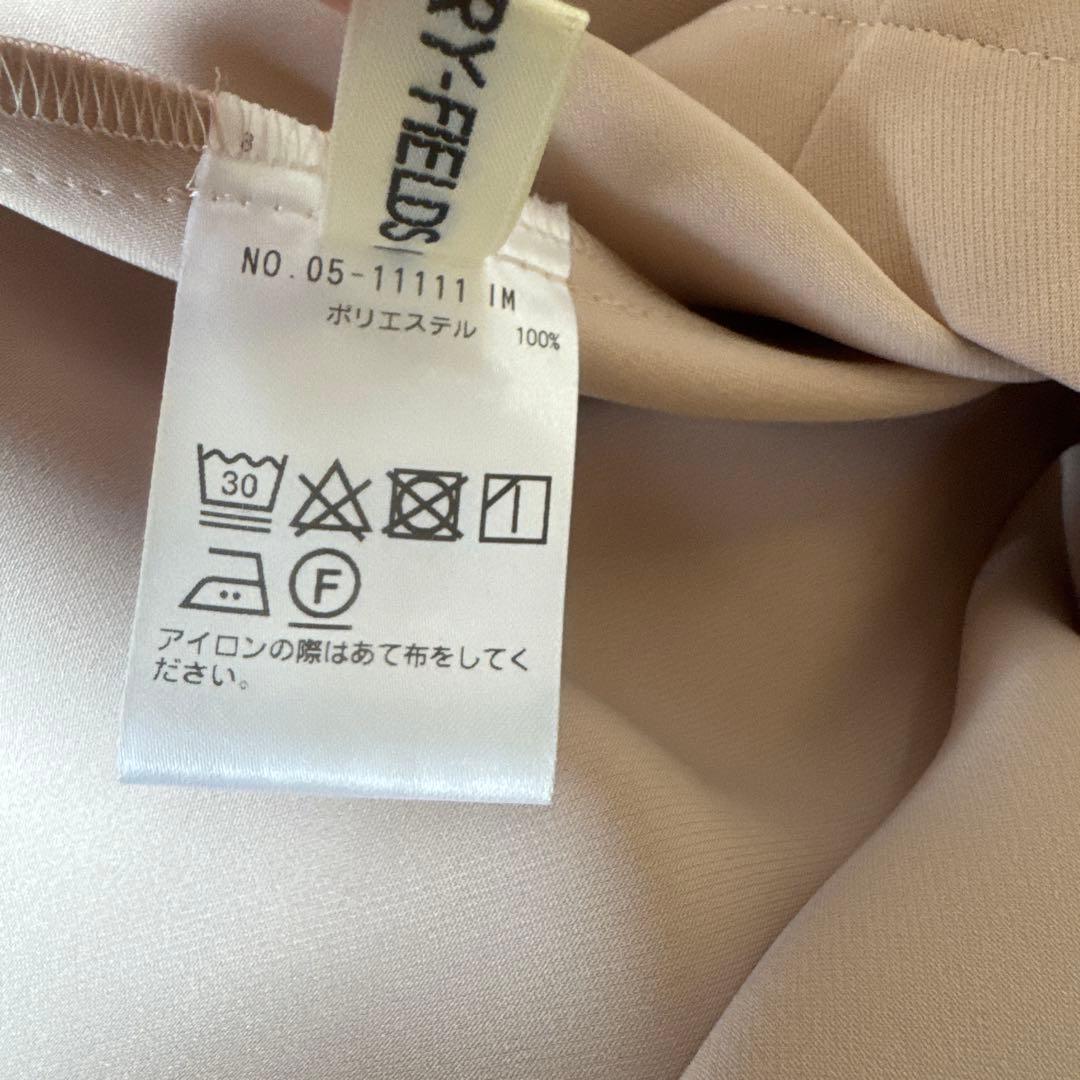 RY-FIELDS
NO.05-11111 IM
ポリエステル 100%
30
F
アイロンの際はあて布をしてく
ださい。